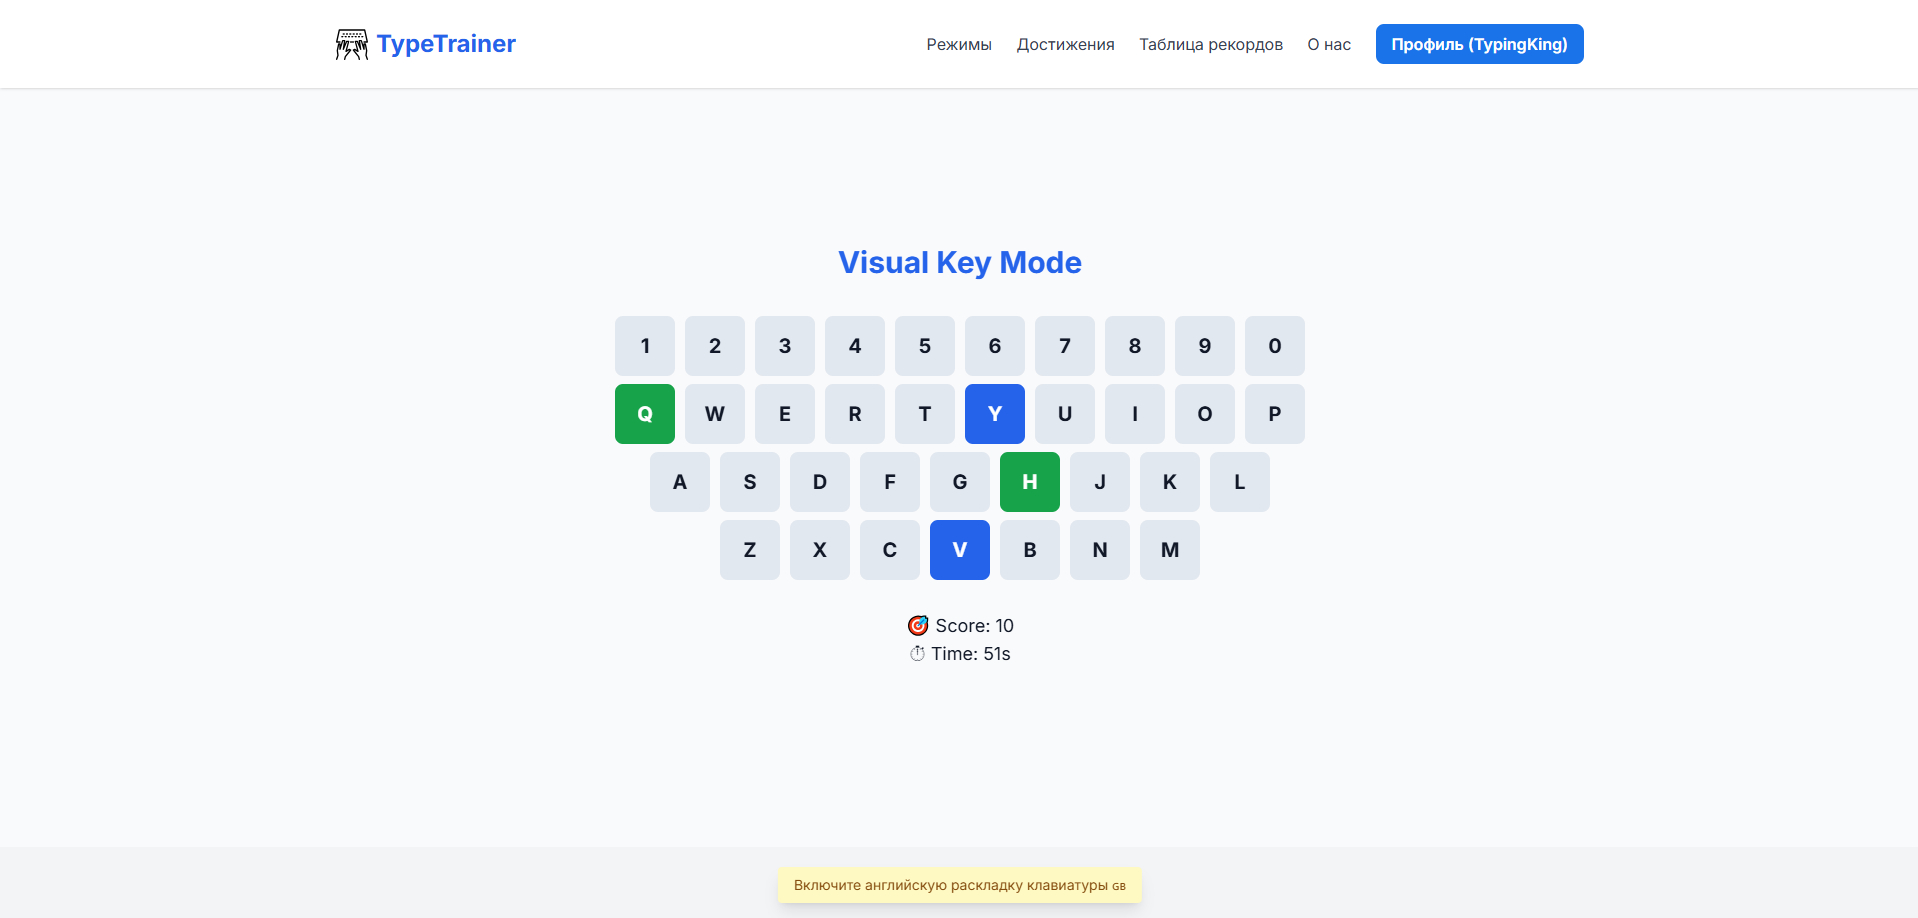 TypeTrainer
Режимы Достижения Таблица рекордов О нас Профиль (TypingKing)
Visual Key Mode
1 2 3 4 5 6 7 8 9 0
Q W E R T Y U I O P
A S D F G H J K L
Z X C V B N M
🎯 Score: 10
⏱ Time: 51s
Включите английскую раскладку клавиатуры GB